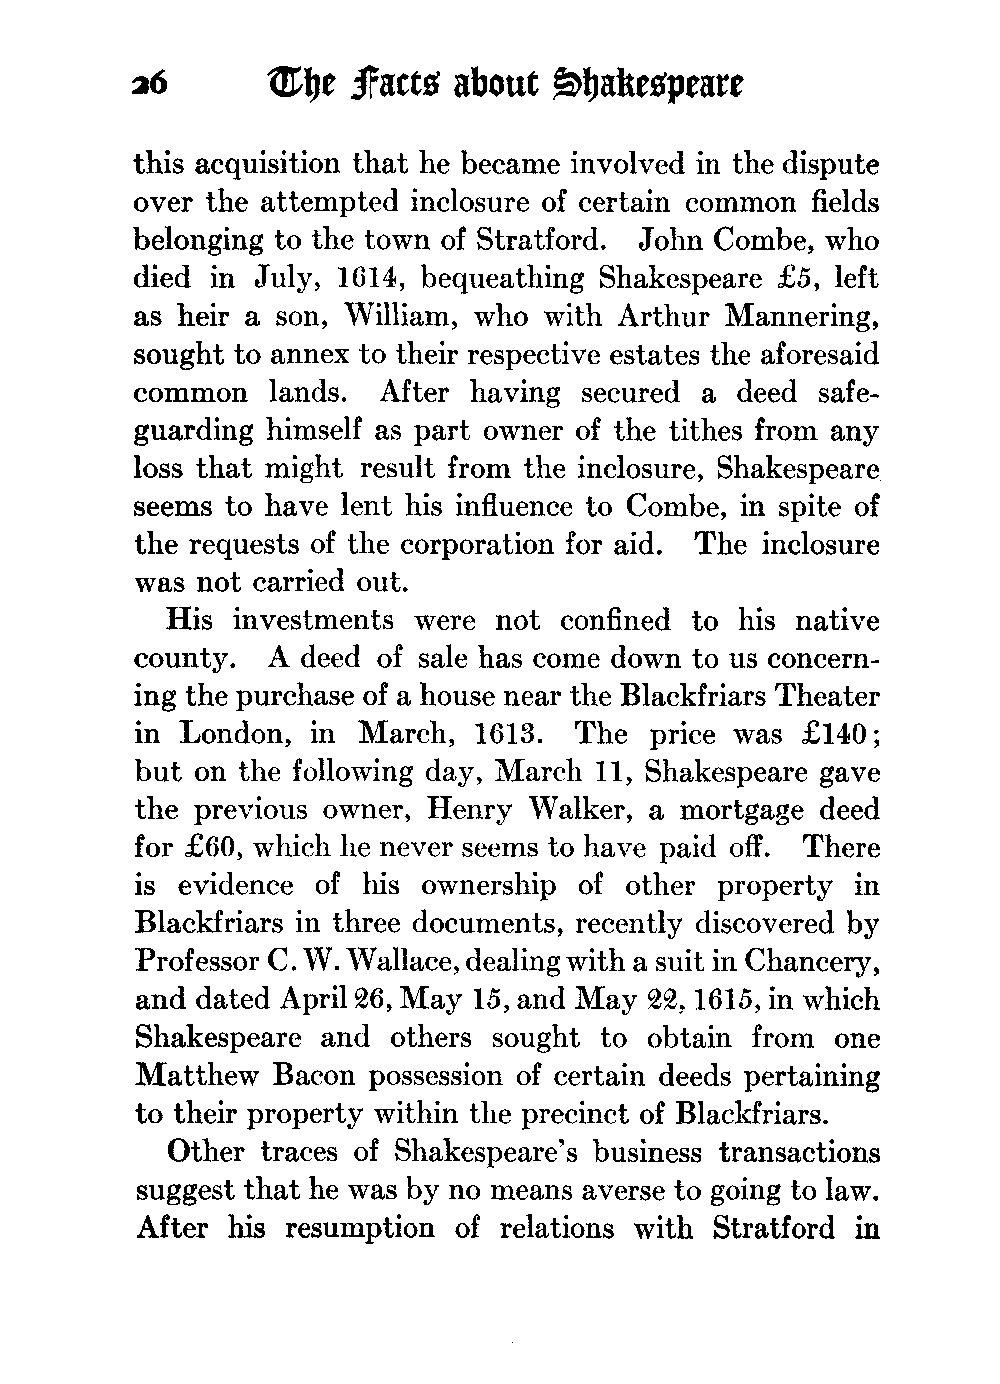 26 The Facts about Shakespeare
this acquisition that he became involved in the dispute
over the attempted inclosure of certain common fields
belonging to the town of Stratford. John Combe, who
died in July, 1614, bequeathing Shakespeare £5, left
as heir a son, William, who with Arthur Mannering,
sought to annex to their respective estates the aforesaid
common lands. After having secured a deed safe-
guarding himself as part owner of the tithes from any
loss that might result from the inclosure, Shakespeare
seems to have lent his influence to Combe, in spite of
the requests of the corporation for aid. The inclosure
was not carried out.
His investments were not confined to his native
county. A deed of sale has come down to us concern-
ing the purchase of a house near the Blackfriars Theater
in London, in March, 1613. The price was £140;
but on the following day, March 11, Shakespeare gave
the previous owner, Henry Walker, a mortgage deed
for £60, which he never seems to have paid off. There
is evidence of his ownership of other property in
Blackfriars in three documents, recently discovered by
Professor C. W. Wallace, dealing with a suit in Chancery,
and dated April 26, May 15, and May 22, 1615, in which
Shakespeare and others sought to obtain from one
Matthew Bacon possession of certain deeds pertaining
to their property within the precinct of Blackfriars.
Other traces of Shakespeare's business transactions
suggest that he was by no means averse to going to law.
After his resumption of relations with Stratford in